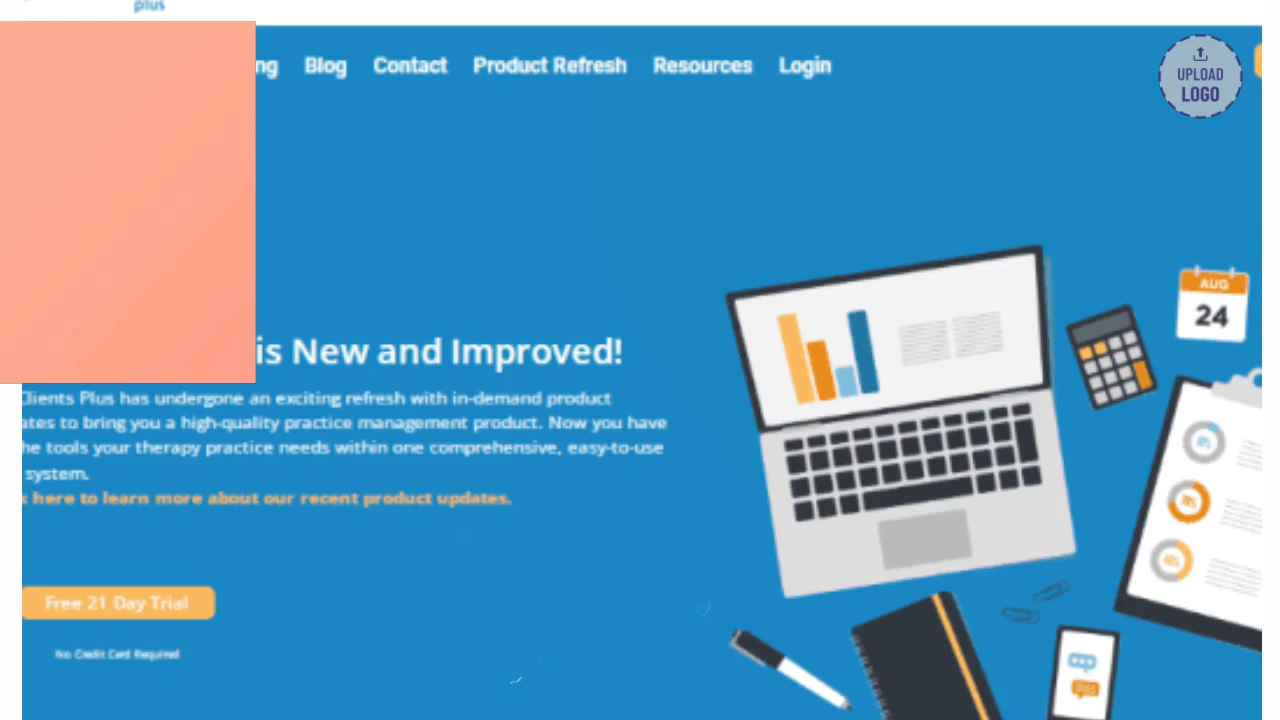 plus
ng Blog Contact Product Refresh Resources Login
UPLOAD
LOGO
AUG
24
is New and Improved!
Clients Plus has undergone an exciting refresh with in-demand product
ates to bring you a high-quality practice management product. Now you have
he tools your therapy practice needs within one comprehensive, easy-to-use
system.
k here to learn more about our recent product updates.
Free 21 Day Trial
No Credit Card Required